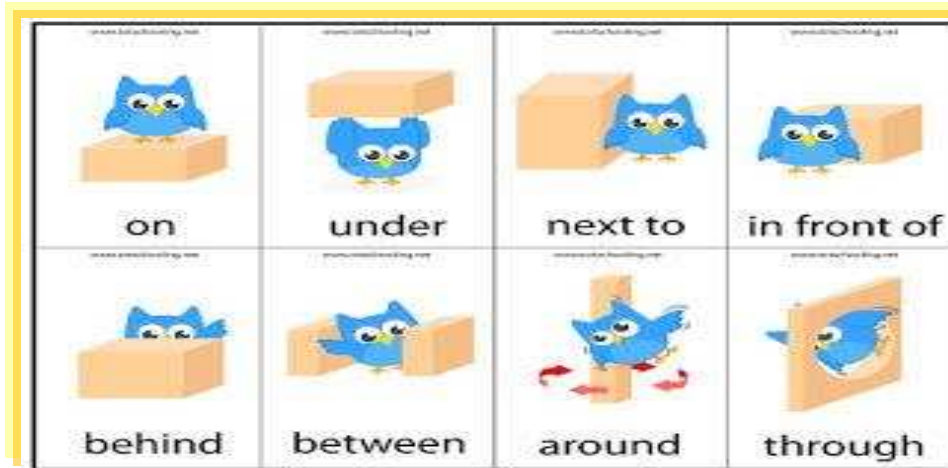 on under next to in front of
behind between around through